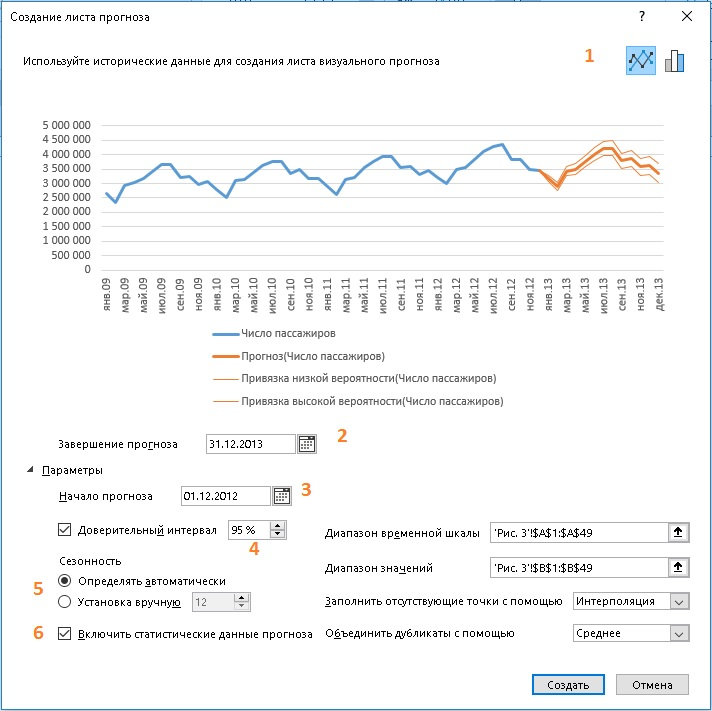 Создание листа прогноза
?
Используйте исторические данные для создания листа визуального прогноза
1
5 000 000
4 500 000
4 000 000
3 500 000
3 000 000
2 500 000
2 000 000
1 500 000
1 000 000
500 000
0
янв.09
мар.09
май.09
июл.09
сен.09
ноя.09
янв.10
мар.10
май.10
июл.10
сен.10
ноя.10
янв.11
мар.11
май.11
июл.11
сен.11
ноя.11
янв.12
мар.12
май.12
июл.12
сен.12
ноя.12
янв.13
мар.13
май.13
июл.13
сен.13
ноя.13
дек.13
Число пассажиров
Прогноз(Число пассажиров)
Привязка низкой вероятности(Число пассажиров)
Привязка высокой вероятности(Число пассажиров)
Завершение прогноза 31.12.2013 2
Параметры
Начало прогноза 01.12.2012 3
Доверительный интервал 95 %
4
Диапазон временной шкалы 'Рис. 3'!$A$1:$A$49
Сезонность
5
Определять автоматически
Диапазон значений 'Рис. 3'!$B$1:$B$49
Установка вручную 12
Заполнить отсутствующие точки с помощью Интерполяция
6 Включить статистические данные прогноза
Объединить дубликаты с помощью Среднее
Создать Отмена